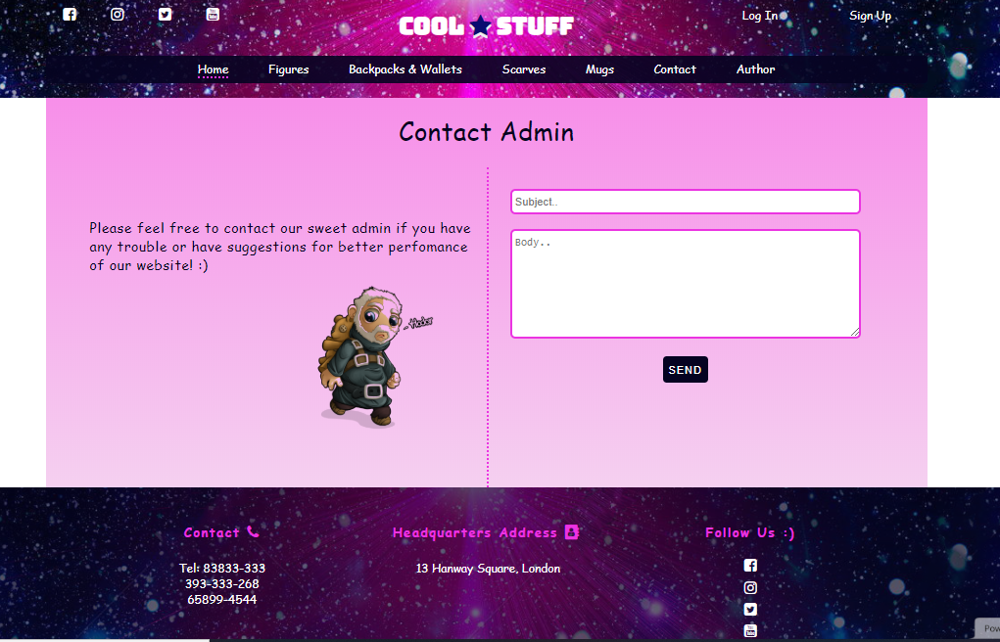 COOL STUFF
Log In
Sign Up
Home Figures Backpacks & Wallets Scarves Mugs Contact Author
Contact Admin
Please feel free to contact our sweet admin if you have
any trouble or have suggestions for better perfomance
of our website! :)
Subject..
Body..
SEND
Contact
Tel: 83833-333
393-333-268
65899-4544
Headquarters Address
13 Hanway Square, London
Follow Us :)